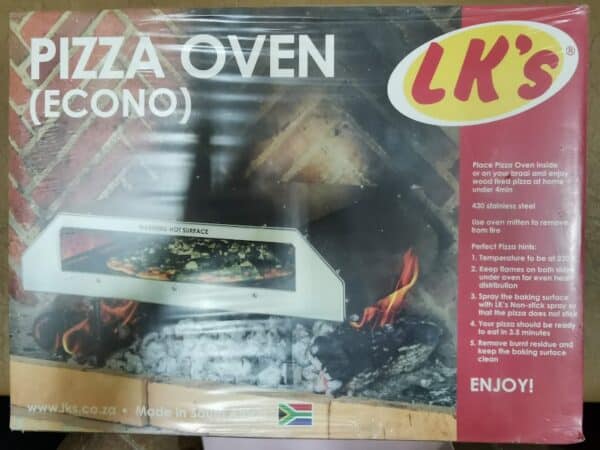 PIZZA OVEN
(ECONO)
LK's®
Place Pizza Oven inside
or on your braai and enjoy
wood fired pizza at home
under 4min
430 stainless steel
Use oven mitten to remove
from fire
Perfect Pizza hints:
1. Temperature to be at
2. Keep flames on both sides
under oven for even heat
distribution
3. Spray the baking surface
with LK's Non-stick spray so
that the pizza does not stick
4. Your pizza should be ready
to eat in 3.5 minutes
5. Remove burnt residue and
keep the baking surface
clean
ENJOY!
WARNING: HOT SURFACE
www.lks.co.za • Made in South